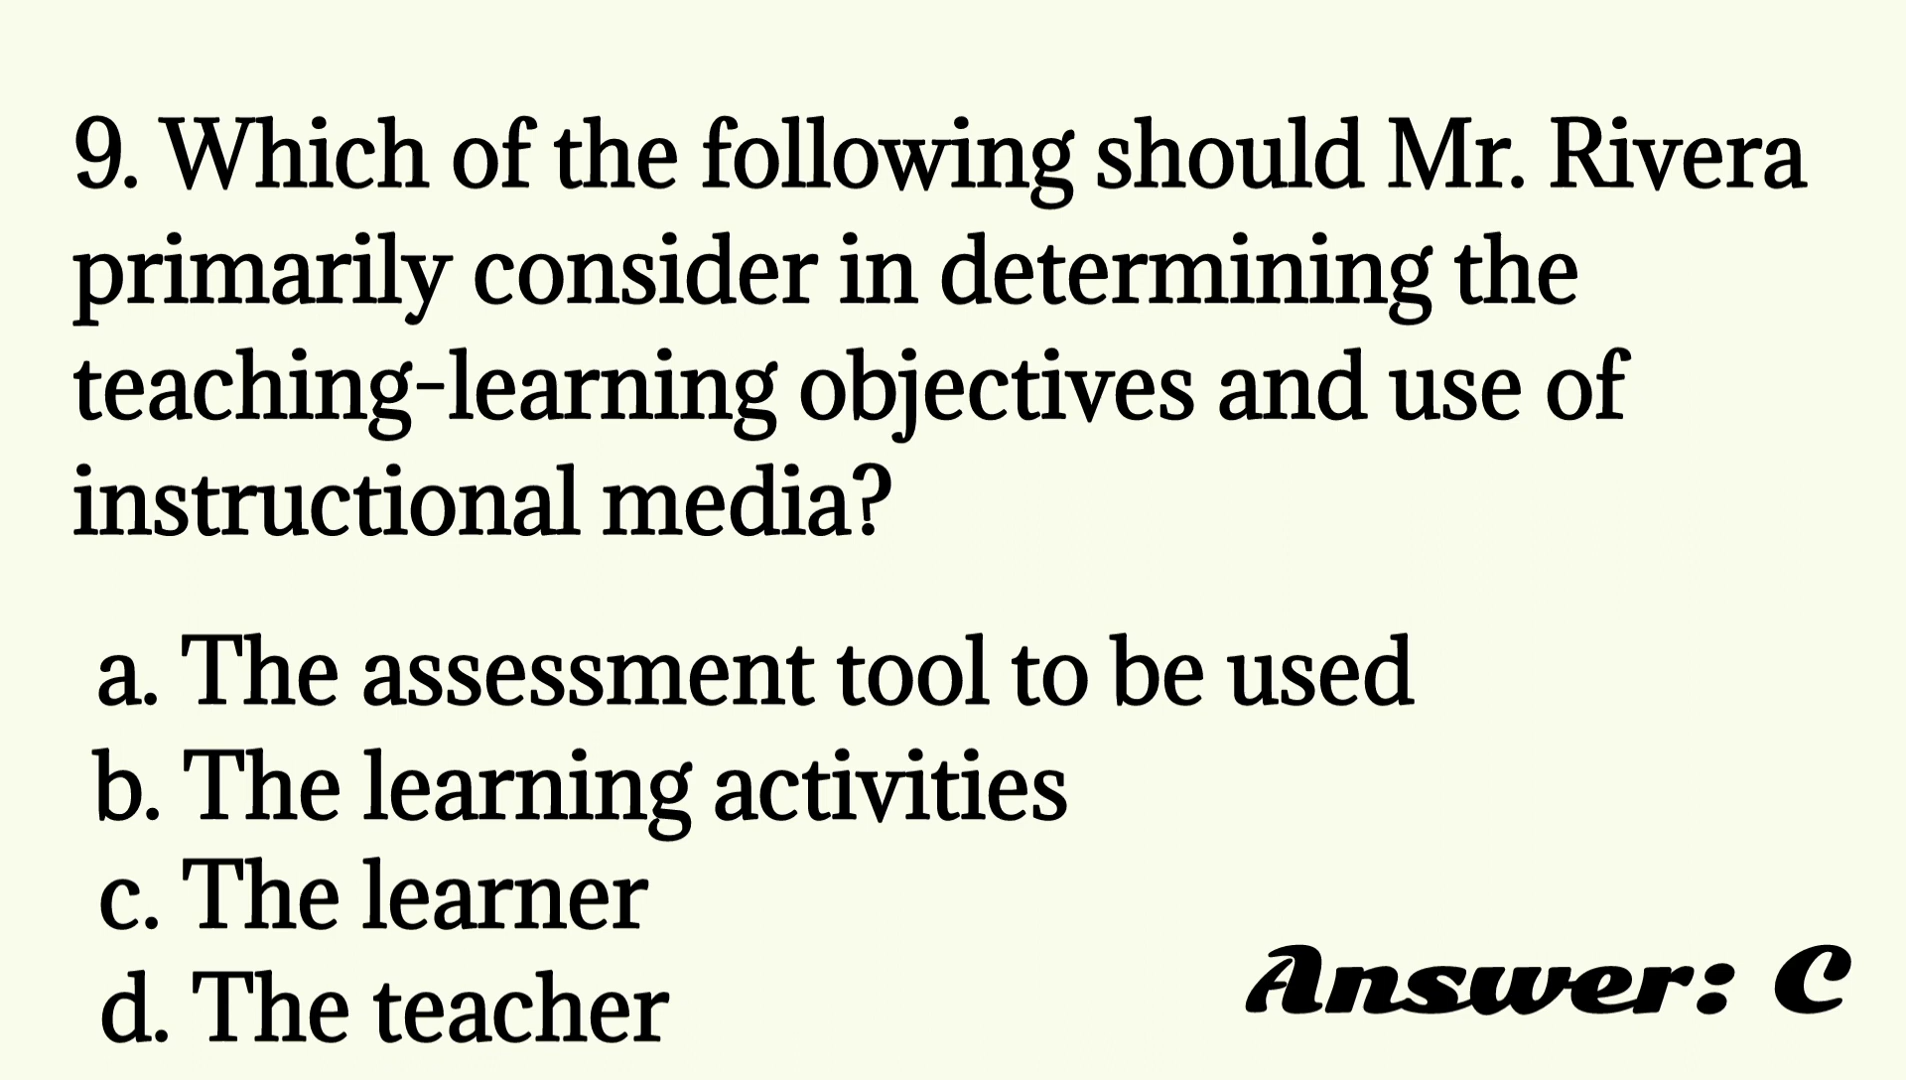 9. Which of the following should Mr. Rivera
primarily consider in determining the
teaching-learning objectives and use of
instructional media?
a. The assessment tool to be used
b. The learning activities
c. The learner
d. The teacher
Answer: C